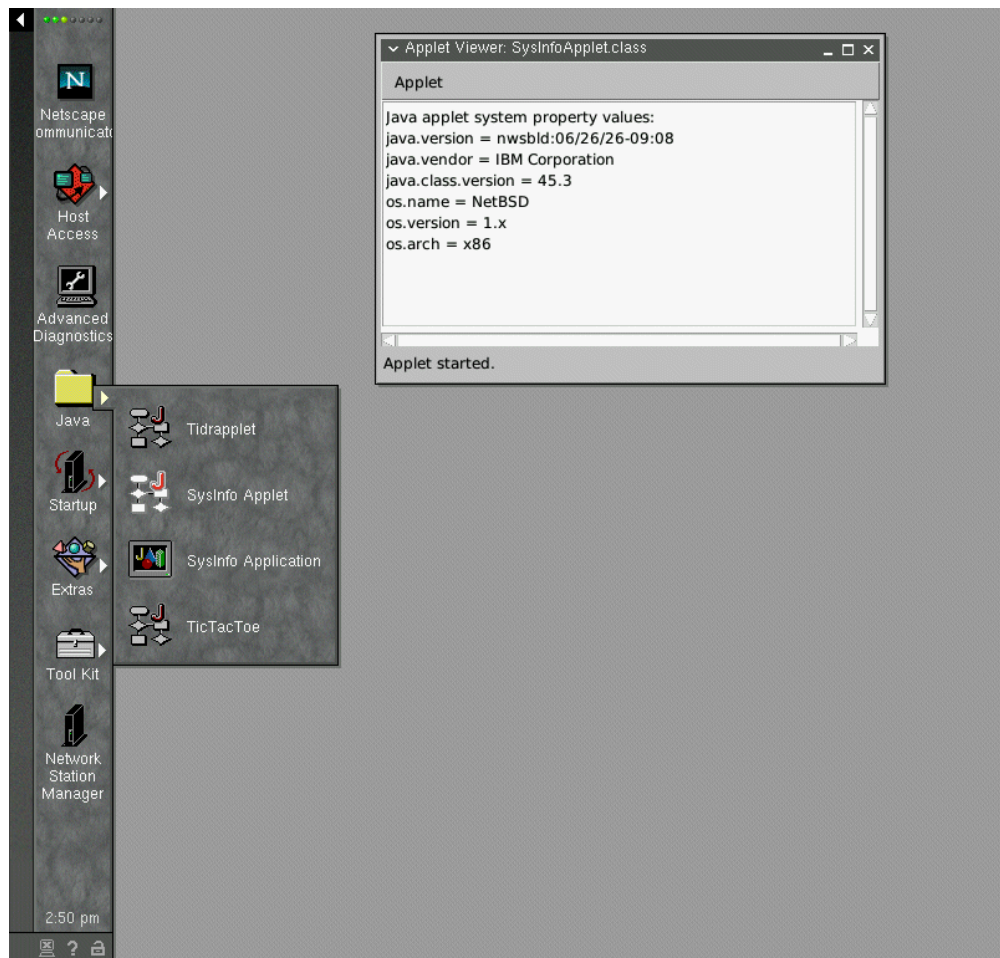 Netscape
ommunicato
Host
Access
Advanced
Diagnostics
Java
Startup
Extras
Tool Kit
Network
Station
Manager
2:50 pm
Tidrapplet
SysInfo Applet
SysInfo Application
TicTacToe
Applet Viewer: SysInfoApplet.class
Applet
Java applet system property values:
java.version = nwsbld:06/26/26-09:08
java.vendor = IBM Corporation
java.class.version = 45.3
os.name = NetBSD
os.version = 1.x
os.arch = x86
Applet started.